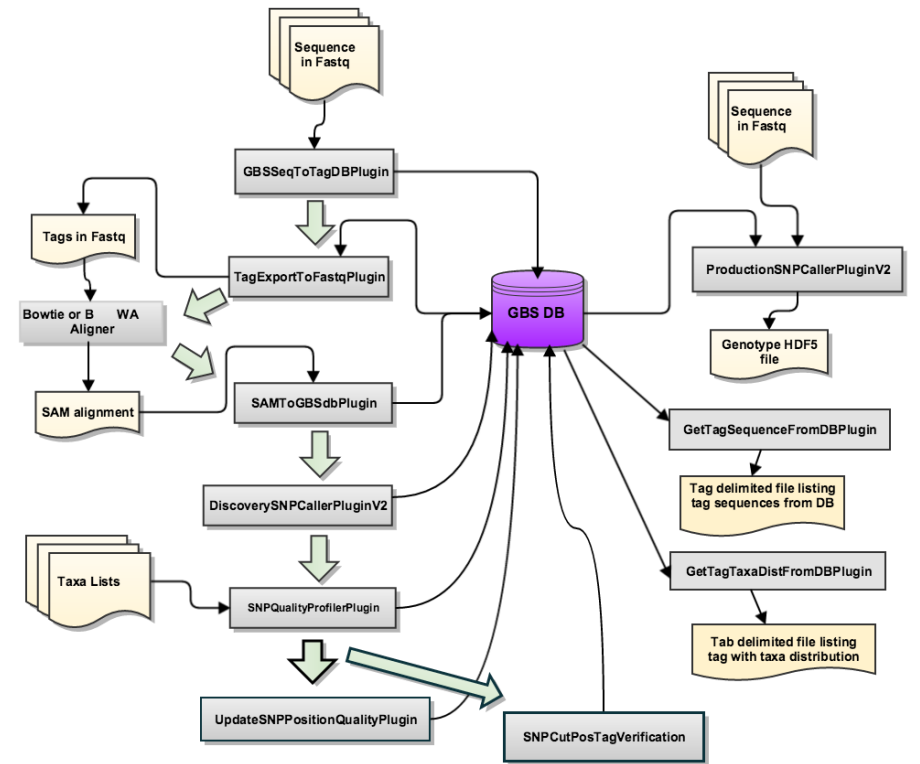 Sequence
in Fastq
Sequence
in Fastq
GBSSeqToTagDBPlugin
Tags in Fastq
TagExportToFastqPlugin
ProductionSNPCallerPluginV2
GBS DB
Bowtie or B WA
Aligner
Genotype HDF5
file
SAM alignment
SAMToGBSdbPlugin
GetTagSequenceFromDBPlugin
Tag delimited file listing
tag sequences from DB
DiscoverySNPCallerPluginV2
GetTagTaxaDistFromDBPlugin
Taxa Lists
SNPQualityProfilerPlugin
Tab delimited file listing
tag with taxa distribution
UpdateSNPPositionQualityPlugin
SNPCutPosTagVerification